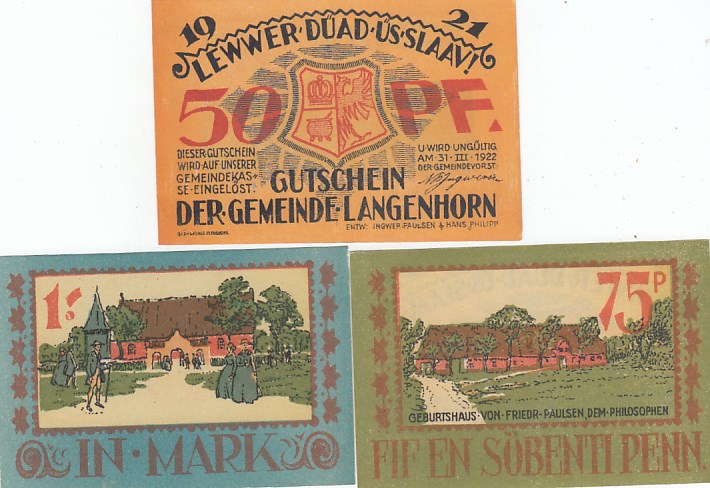 1921
LEWWER·DÜAD·ÜS·SLAAV!
50 PF.
DIESER·GUTSCHEIN
WIRD·AUF·UNSERER
GEMEINDEKAS=
SE·EINGELÖST.
U·WIRD·UNGÜLTIG
AM·31·III·1922
DER·GEMEINDEVORST.
GUTSCHEIN
DER·GEMEINDE·LANGENHORN
ENTW: INGWER·PAULSEN & HANS PHILIPP
1.
IN·MARK
75 P
GEBURTSHAUS·VON·FRIEDR·PAULSEN, DEM·PHILOSOPHEN
FIF EN SÖBENTI PENN.